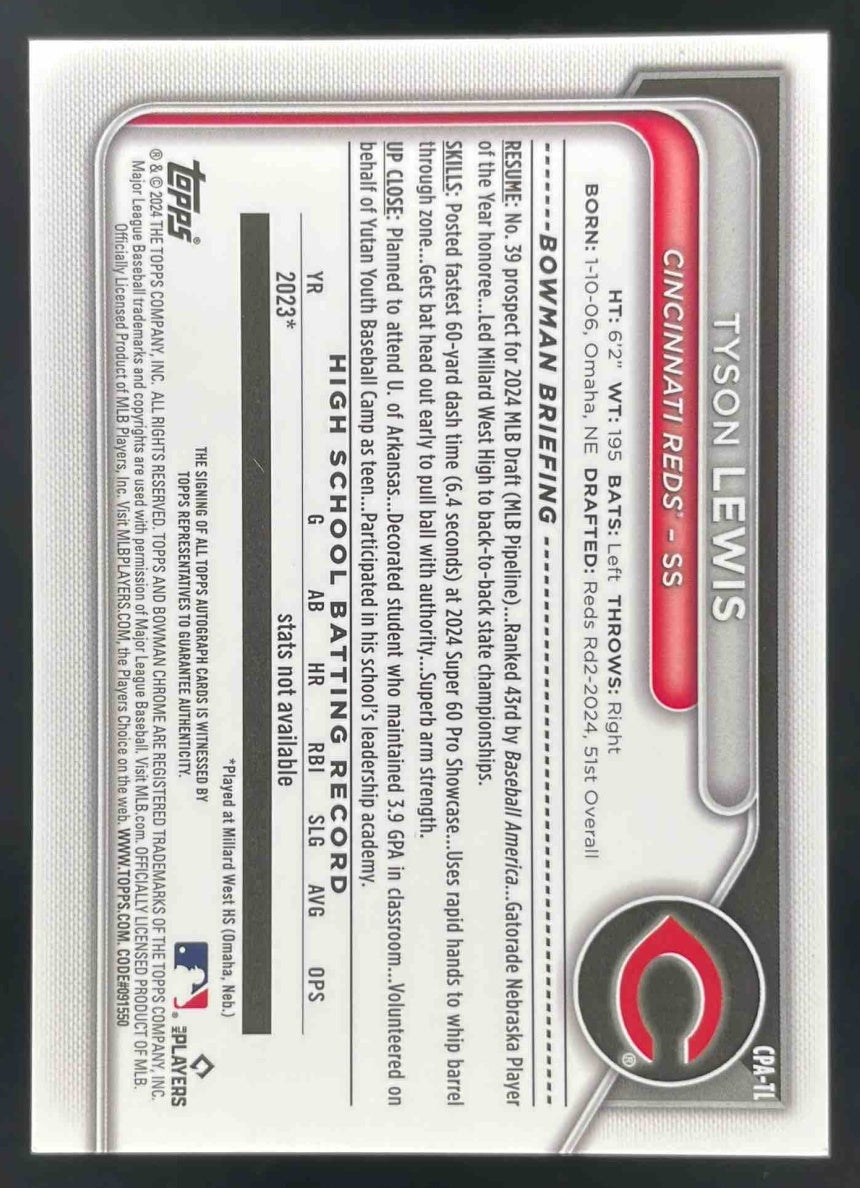 CPA-TL
TYSON LEWIS
CINCINNATI REDS® – SS
HT: 6'2" WT: 195 BATS: Left THROWS: Right
BORN: 1-10-06, Omaha, NE DRAFTED: Reds Rd2-2024, 51st Overall
BOWMAN BRIEFING
RESUME: No. 39 prospect for 2024 MLB Draft (MLB Pipeline)...Ranked 43rd by Baseball America...Gatorade Nebraska Player
of the Year honoree...Led Millard West High to back-to-back state championships.
SKILLS: Posted fastest 60-yard dash time (6.4 seconds) at 2024 Super 60 Pro Showcase...Uses rapid hands to whip barrel
through zone...Gets bat head out early to pull ball with authority...Superb arm strength.
UP CLOSE: Planned to attend U. of Arkansas...Decorated student who maintained 3.9 GPA in classroom...Volunteered on
behalf of Yutan Youth Baseball Camp as teen...Participated in his school's leadership academy.
HIGH SCHOOL BATTING RECORD
YR G AB HR RBI SLG AVG OPS
2023* stats not available
*Played at Millard West HS (Omaha, Neb.)
topps®
THE SIGNING OF ALL TOPPS AUTOGRAPH CARDS IS WITNESSED BY
TOPPS REPRESENTATIVES TO GUARANTEE AUTHENTICITY.
MLB PLAYERS
® & © 2024 THE TOPPS COMPANY, INC. ALL RIGHTS RESERVED. TOPPS AND BOWMAN CHROME ARE REGISTERED TRADEMARKS OF THE TOPPS COMPANY, INC.
Major League Baseball trademarks and copyrights are used with permission of Major League Baseball. Visit MLB.com. OFFICIALLY LICENSED PRODUCT OF MLB.
Officially Licensed Product of MLB Players, Inc. Visit MLBPLAYERS.COM, the Players Choice on the web. WWW.TOPPS.COM. CODE#091550